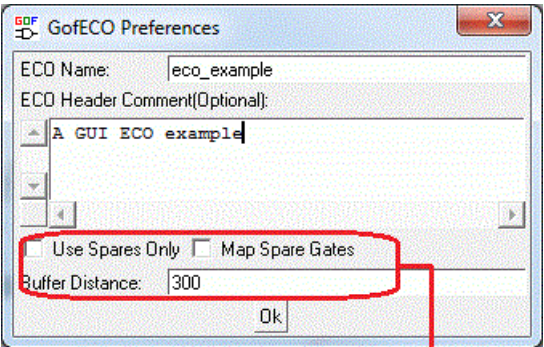 GOF GofECO Preferences
ECO Name: eco_example
ECO Header Comment(Optional):
A GUI ECO example
Use Spares Only Map Spare Gates
Buffer Distance: 300
Ok